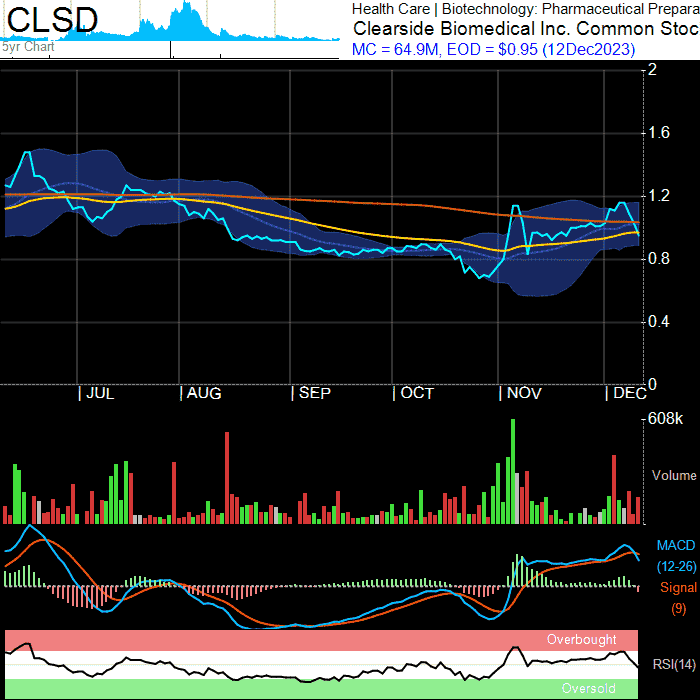 CLSD
5yr Chart
Health Care | Biotechnology: Pharmaceutical Prepara
Clearside Biomedical Inc. Common Stoc
MC = 64.9M, EOD = $0.95 (12Dec2023)
2
1.6
1.2
0.8
0.4
0
| JUL | AUG | SEP | OCT | NOV | DEC
608k
Volume
MACD
(12-26)
Signal
(9)
Overbought
RSI(14)
Oversold